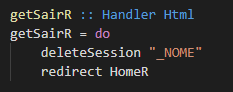 getSairR :: Handler Html
getSairR = do
    deleteSession "_NOME"
    redirect HomeR